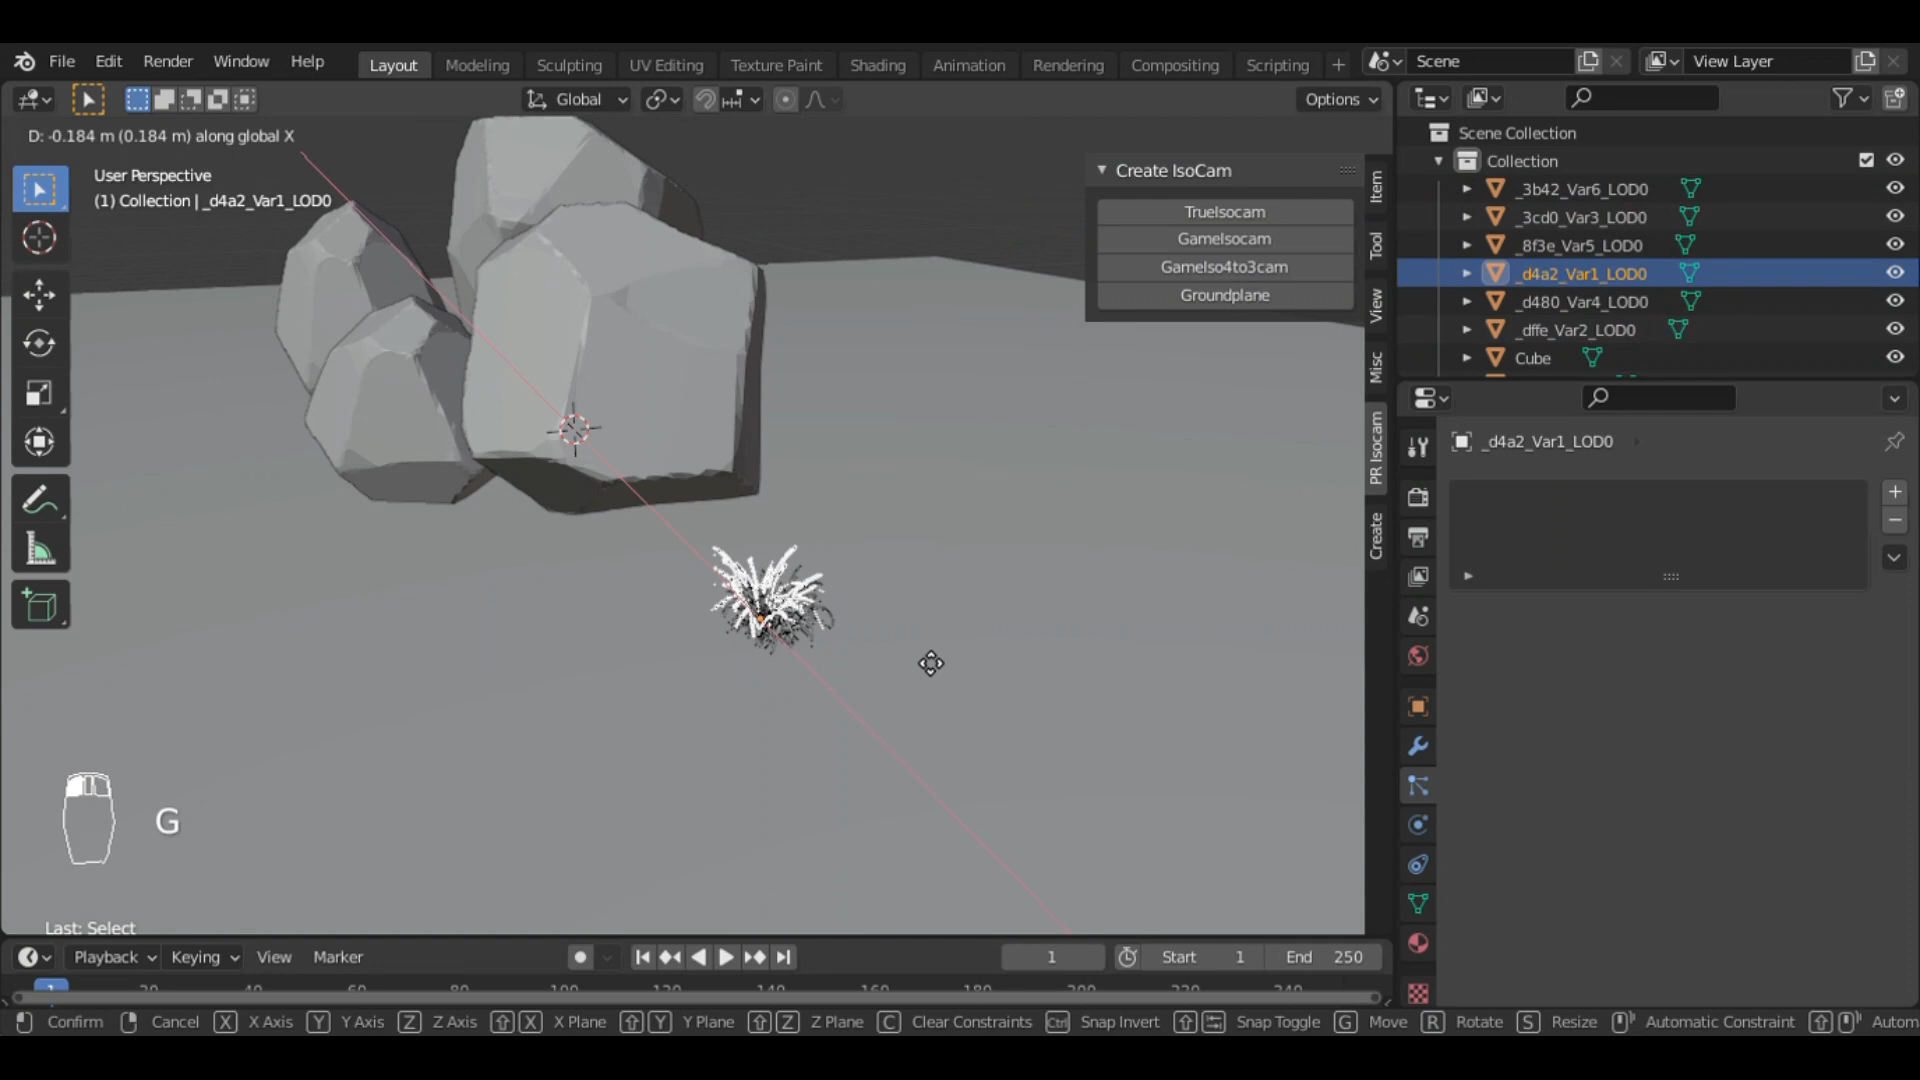 File Edit Render Window Help Layout Modeling Sculpting UV Editing Texture Paint Shading Animation Rendering Compositing Scripting + Scene View Layer
Global Options
D: -0.184 m (0.184 m) along global X
User Perspective
(1) Collection | _d4a2_Var1_LOD0
Create IsoCam
TrueIsocam
GameIsocam
GameIso4to3cam
Groundplane
Item
Tool
View
Misc
PR Isocam
Create
Scene Collection
Collection
_3b42_Var6_LOD0
_3cd0_Var3_LOD0
_8f3e_Var5_LOD0
_d4a2_Var1_LOD0
_d480_Var4_LOD0
_dffe_Var2_LOD0
Cube
_d4a2_Var1_LOD0
G
Last: Select
Playback Keying View Marker 1 Start 1 End 250
1 20 40 60 80 100 120 140 160 180 200 220 240
Confirm Cancel X X Axis Y Y Axis Z Z Axis X X Plane Y Y Plane Z Z Plane C Clear Constraints Ctrl Snap Invert Snap Toggle G Move R Rotate S Resize Automatic Constraint Autom